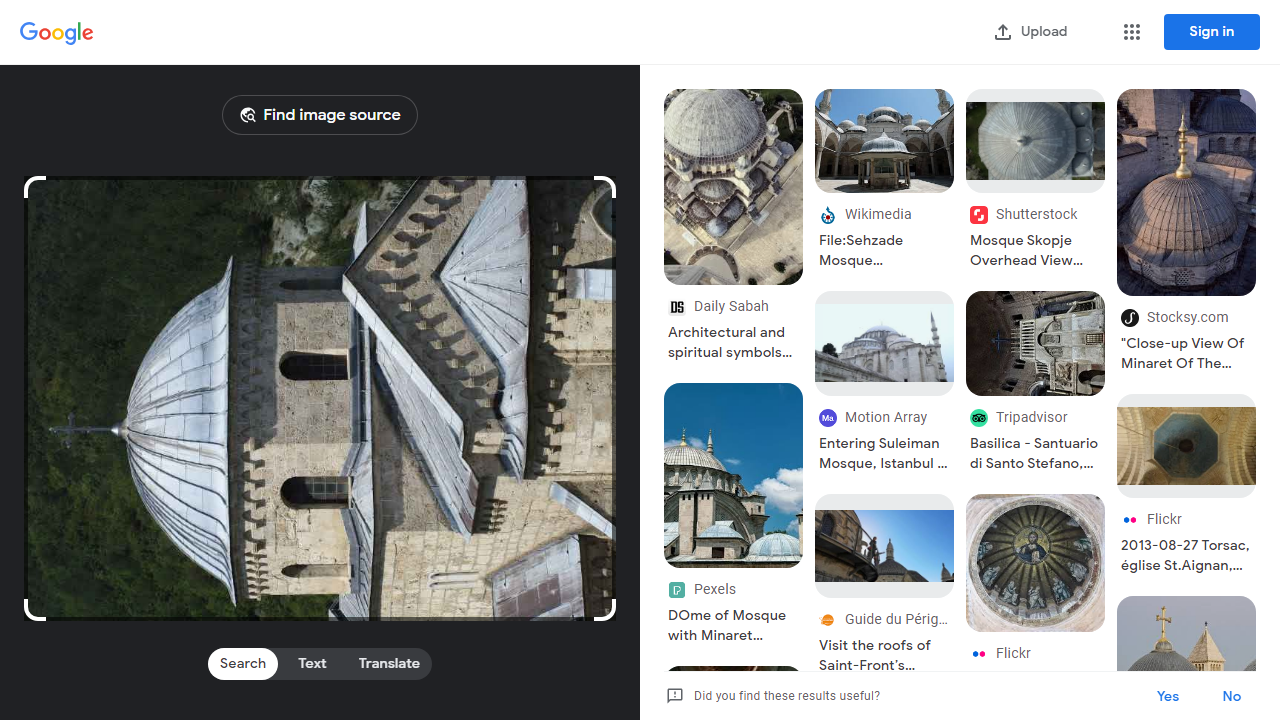 Google
Upload
Sign in
Find image source
Search
Text
Translate
DS
Daily Sabah
Architectural and
spiritual symbols...
Pexels
DOme of Mosque
with Minaret...
Wikimedia
File:Sehzade
Mosque...
Ma
Motion Array
Entering Suleiman
Mosque, Istanbul ...
Guide du Périg...
Visit the roofs of
Saint-Front's...
Shutterstock
Mosque Skopje
Overhead View...
Tripadvisor
Basilica - Santuario
di Santo Stefano,...
Flickr
Stocksy.com
"Close-up View Of
Minaret Of The...
Flickr
2013-08-27 Torsac,
église St.Aignan,...
Did you find these results useful?
Yes
No